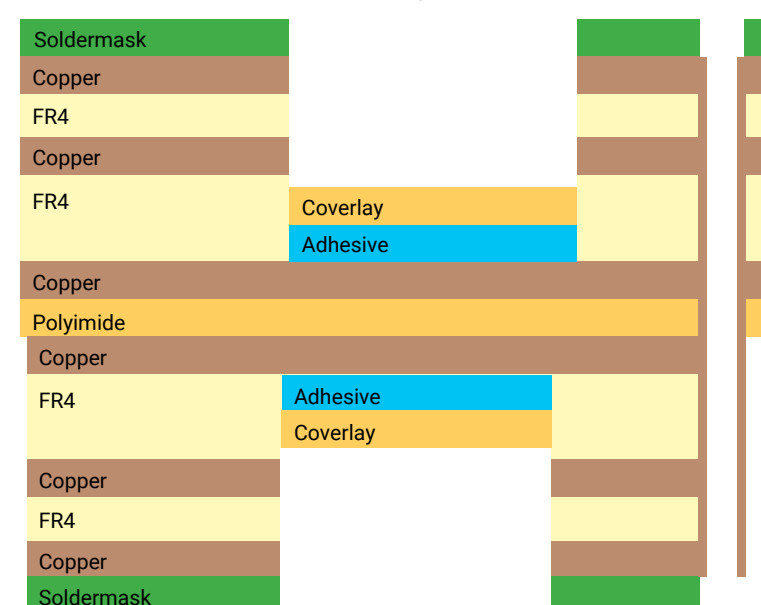 Soldermask
Copper
FR4
Copper
FR4
Coverlay
Adhesive
Copper
Polyimide
Copper
FR4
Adhesive
Coverlay
Copper
FR4
Copper
Soldermask